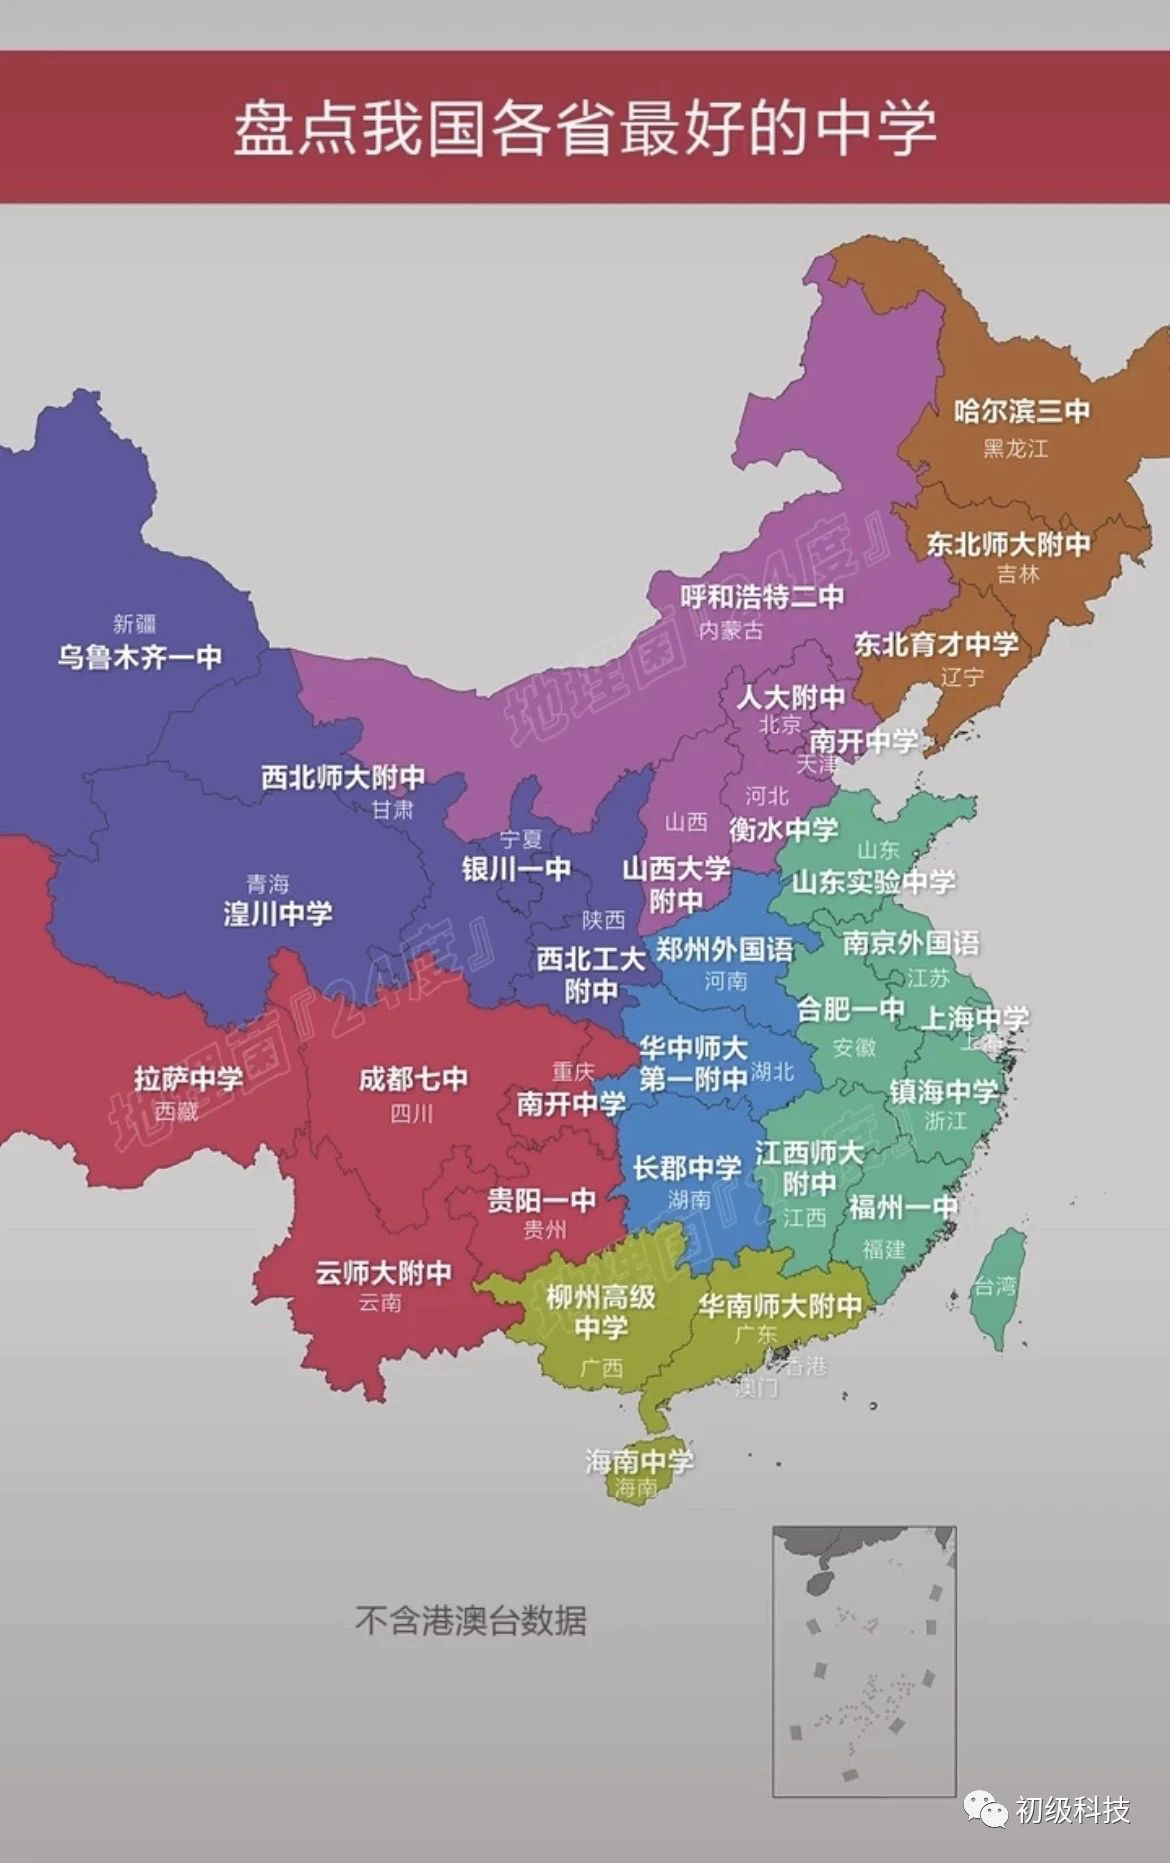 盘点我国各省最好的中学
哈尔滨三中
黑龙江
东北师大附中
吉林
呼和浩特二中
内蒙古
东北育才中学
辽宁
新疆
乌鲁木齐一中
人大附中
北京
南开中学
天津
西北师大附中
甘肃
河北
衡水中学
山西
山西大学
附中
宁夏
银川一中
山东
山东实验中学
青海
湟川中学
陕西
西北工大
附中
郑州外国语
河南
南京外国语
江苏
合肥一中
安徽
上海中学
上海
华中师大
第一附中
湖北
拉萨中学
西藏
成都七中
四川
重庆
南开中学
镇海中学
浙江
长郡中学
湖南
江西师大
附中
江西
贵阳一中
贵州
福州一中
福建
云师大附中
云南
柳州高级
中学
广西
华南师大附中
广东
香港
澳门
台湾
海南中学
海南
不含港澳台数据
地理菌『24度』
地理菌『24度』
地理菌『24度』
初级科技